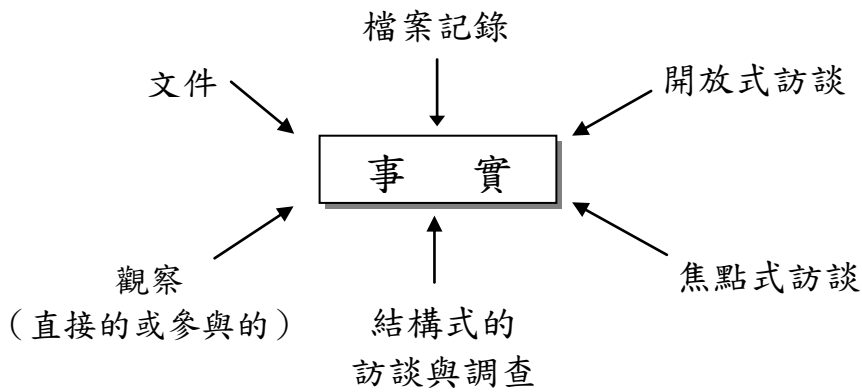 檔案記錄
文件
開放式訪談
事 實
觀察
（直接的或參與的）
焦點式訪談
結構式的
訪談與調查